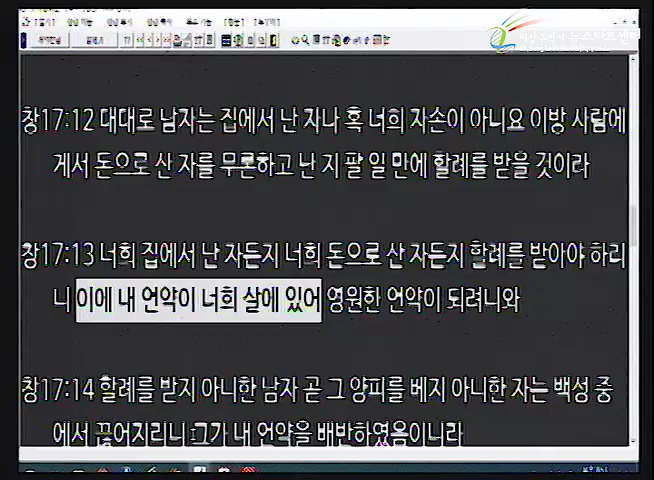 뉴스타트센터
창17:12 대대로 남자는 집에서 난 자나 혹 너희 자손이 아니요 이방 사람에
게서 돈으로 산 자를 무론하고 난 지 팔 일 만에 할례를 받을 것이라
창17:13 너희 집에서 난 자든지 너희 돈으로 산 자든지 할례를 받아야 하리
니 이에 내 언약이 너희 살에 있어 영원한 언약이 되려니와
창17:14 할례를 받지 아니한 남자 곧 그 양피를 베지 아니한 자는 백성 중
에서 끊어지리니 그가 내 언약을 배반하였음이니라